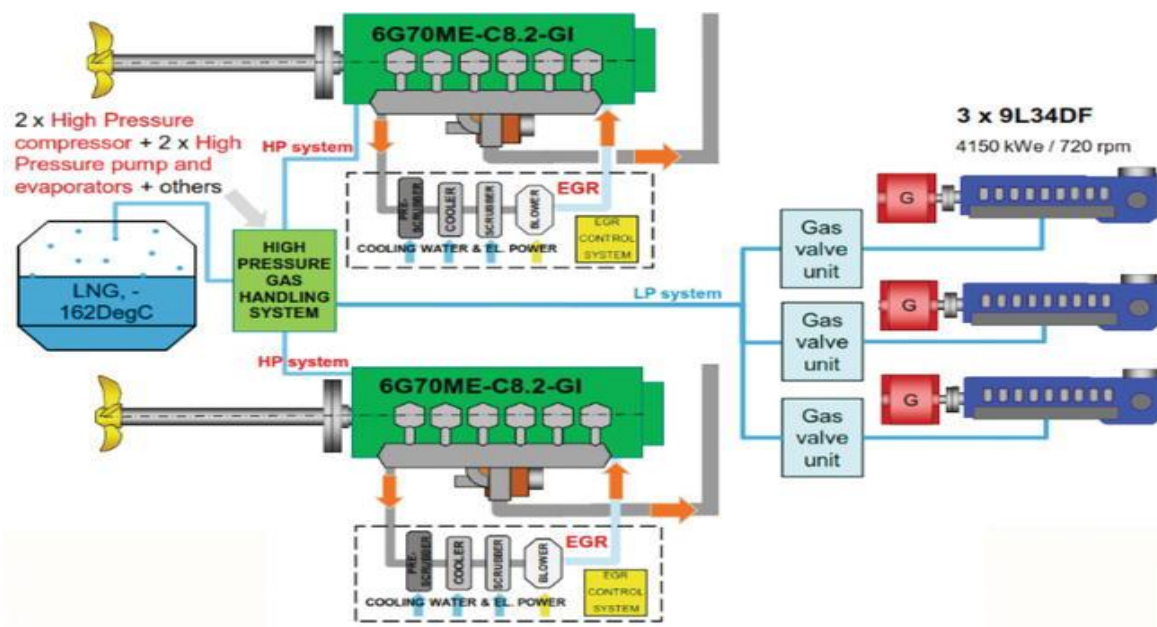 6G70ME-C8.2-GI
2 x High Pressure
compressor + 2 x High
Pressure pump and
evaporators + others
HP system
PRE-
SCRUBBER
COOLER
SCRUBBER
BLOWER
EGR
EGR
CONTROL
SYSTEM
COOLING WATER & EL. POWER
3 x 9L34DF
4150 kWe / 720 rpm
G
Gas
valve
unit
LNG, -
162DegC
HIGH
PRESSURE
GAS
HANDLING
SYSTEM
LP system
G
Gas
valve
unit
HP system
6G70ME-C8.2-GI
G
Gas
valve
unit
PRE-
SCRUBBER
COOLER
SCRUBBER
BLOWER
EGR
EGR
CONTROL
SYSTEM
COOLING WATER & EL. POWER